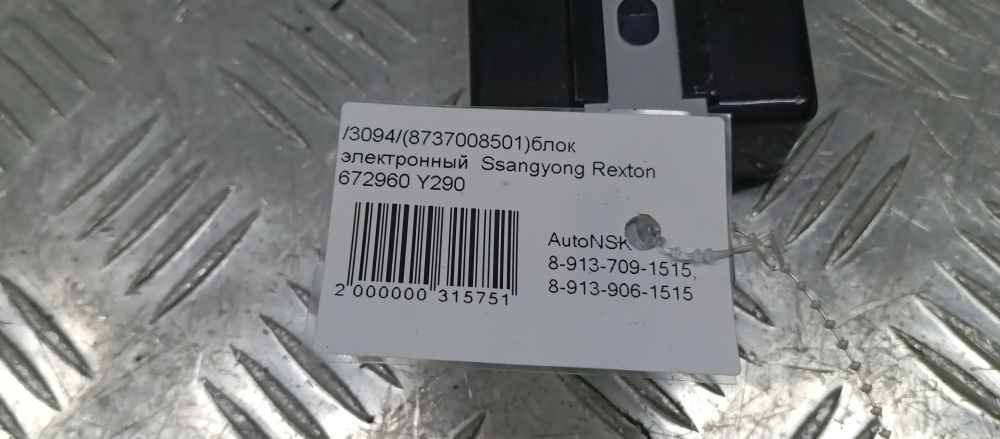 /3094/(8737008501)блок
электронный Ssangyong Rexton
672960 Y290
AutoNSK
8-913-709-1515,
8-913-906-1515
2 000000 315751